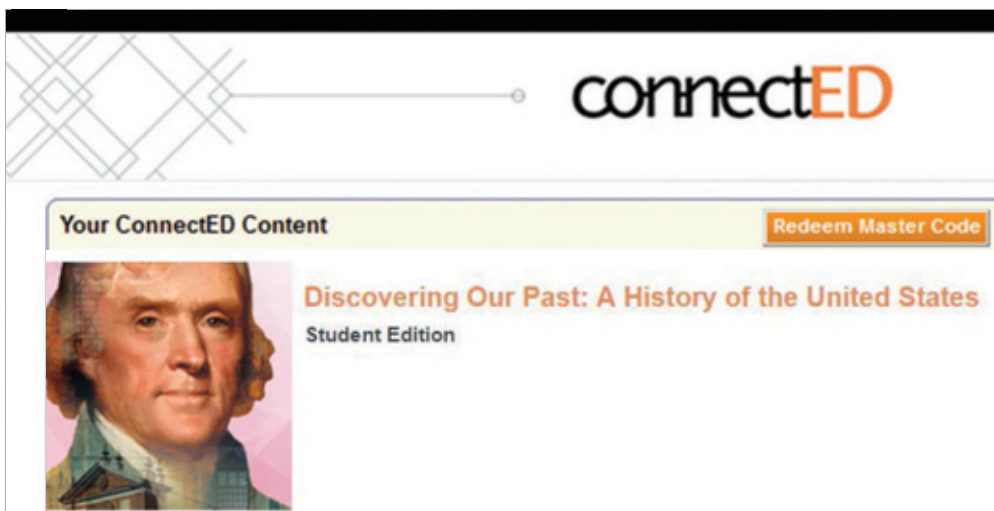 connectED
Your ConnectED Content
Redeem Master Code
Discovering Our Past: A History of the United States
Student Edition